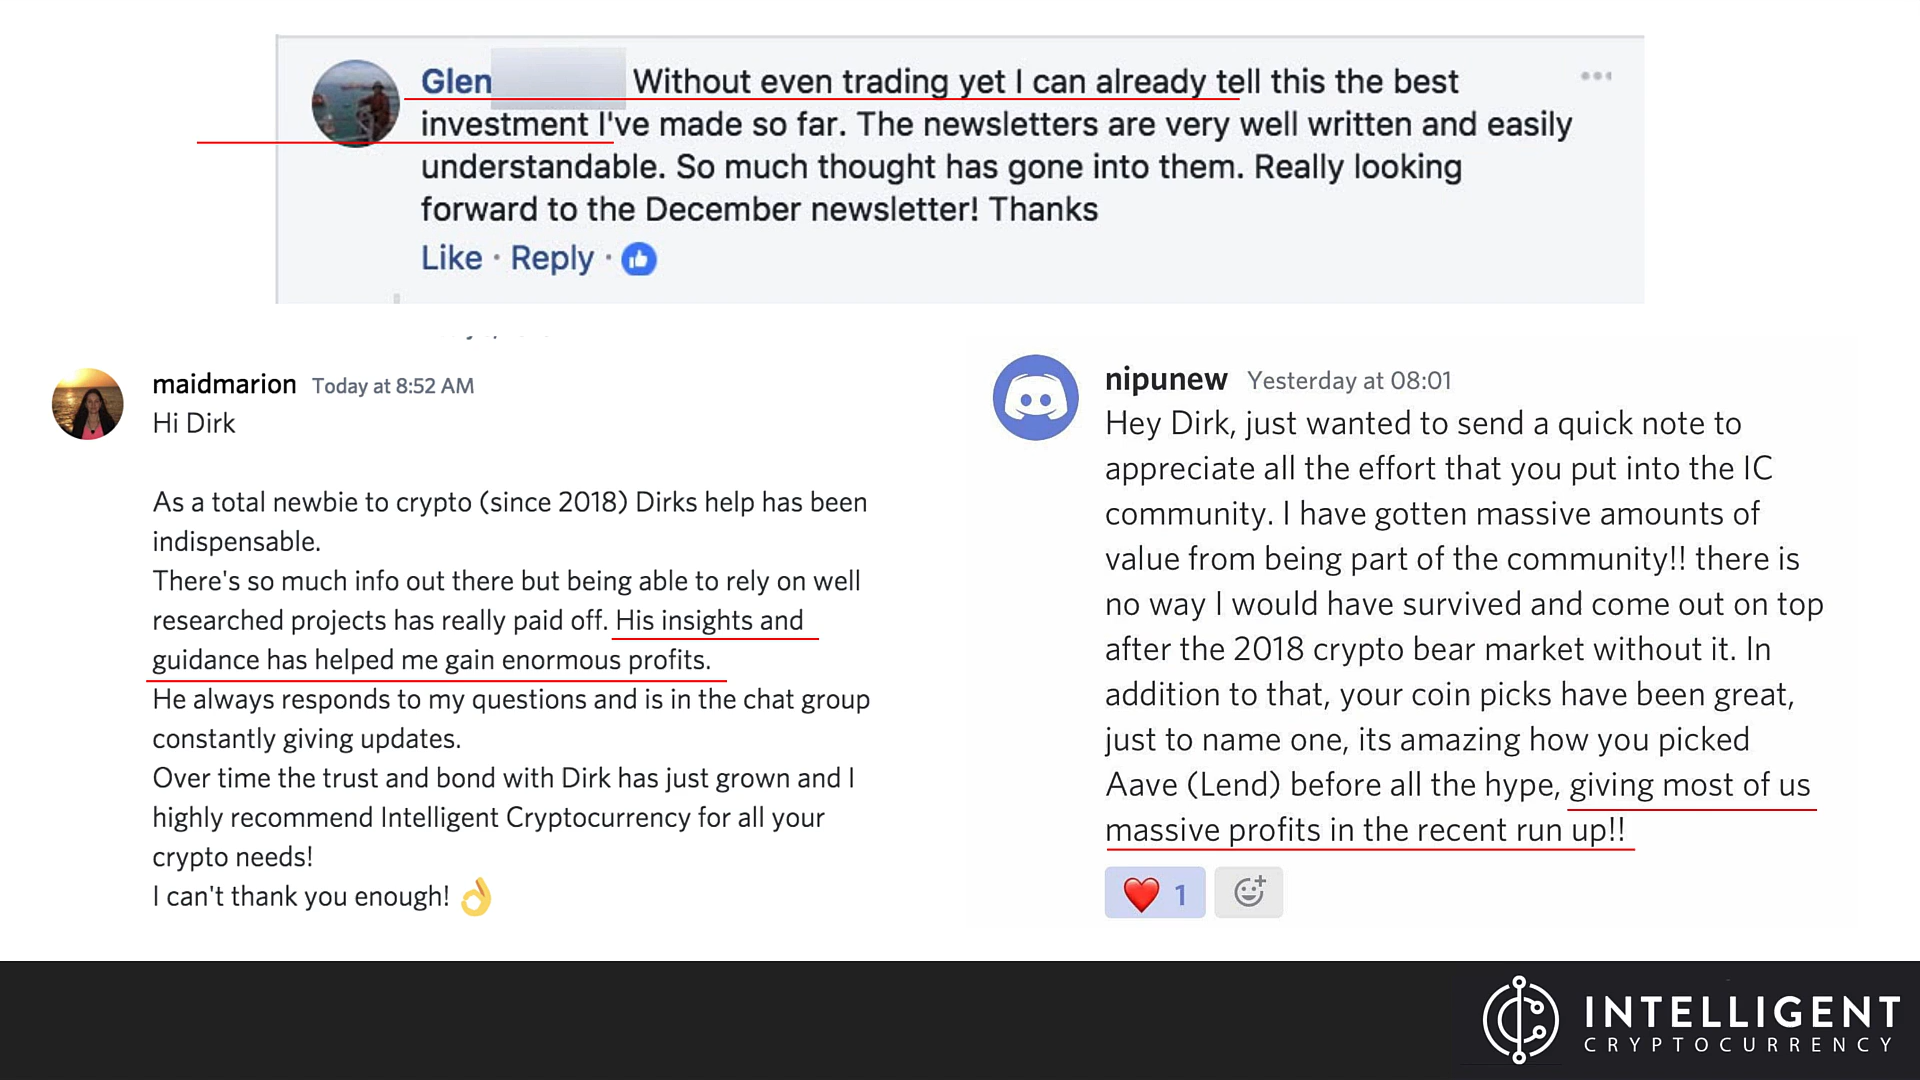 Glen Without even trading yet I can already tell this the best
investment I've made so far. The newsletters are very well written and easily
understandable. So much thought has gone into them. Really looking
forward to the December newsletter! Thanks
Like · Reply ·
maidmarion Today at 8:52 AM
Hi Dirk
As a total newbie to crypto (since 2018) Dirks help has been
indispensable.
There's so much info out there but being able to rely on well
researched projects has really paid off. His insights and
guidance has helped me gain enormous profits.
He always responds to my questions and is in the chat group
constantly giving updates.
Over time the trust and bond with Dirk has just grown and I
highly recommend Intelligent Cryptocurrency for all your
crypto needs!
I can't thank you enough! 👌
nipunew Yesterday at 08:01
Hey Dirk, just wanted to send a quick note to
appreciate all the effort that you put into the IC
community. I have gotten massive amounts of
value from being part of the community!! there is
no way I would have survived and come out on top
after the 2018 crypto bear market without it. In
addition to that, your coin picks have been great,
just to name one, its amazing how you picked
Aave (Lend) before all the hype, giving most of us
massive profits in the recent run up!!
❤️ 1
INTELLIGENT
CRYPTOCURRENCY